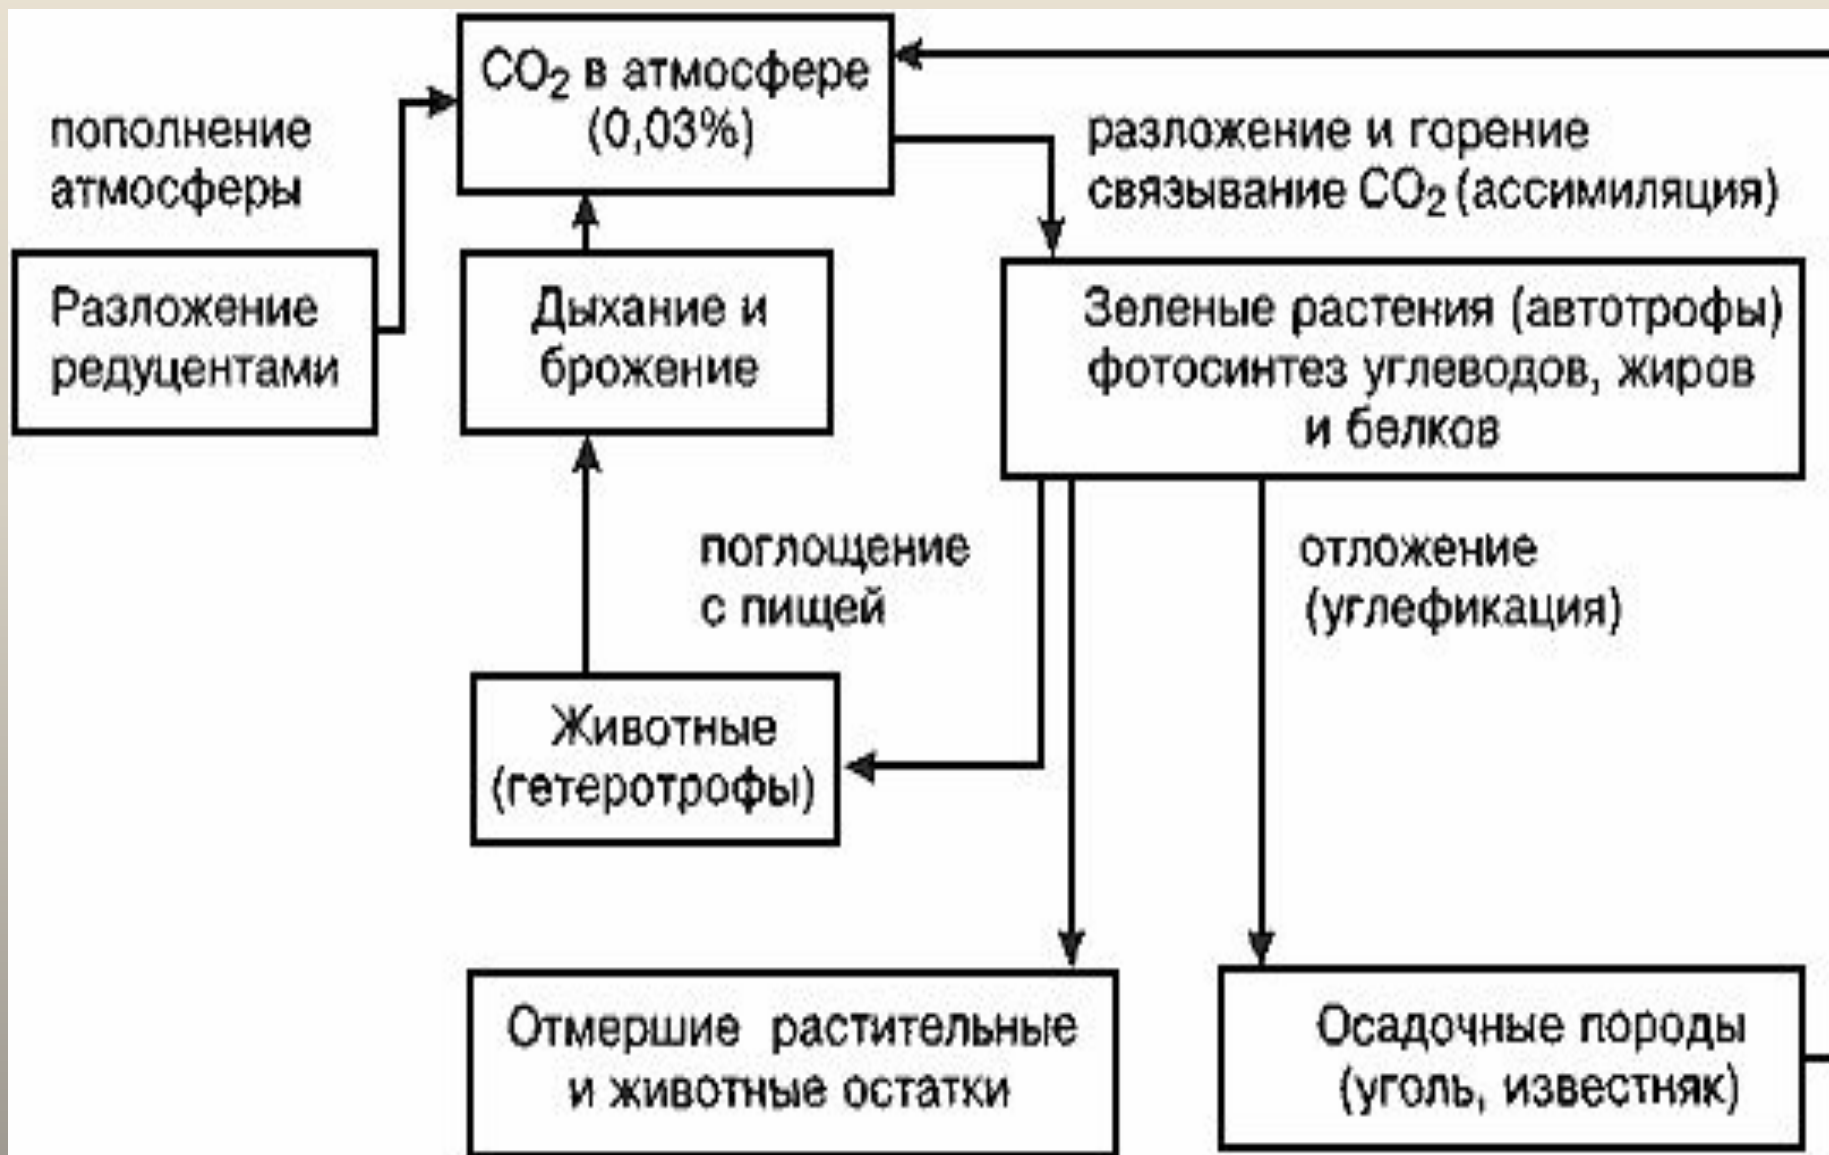 CO₂ в атмосфере
(0,03%)
пополнение
атмосферы
разложение и горение
связывание CO₂ (ассимиляция)
Разложение
редуцентами
Дыхание и
брожение
Зеленые растения (автотрофы)
фотосинтез углеводов, жиров
и белков
поглощение
с пищей
отложение
(углефикация)
Животные
(гетеротрофы)
Отмершие растительные
и животные остатки
Осадочные породы
(уголь, известняк)